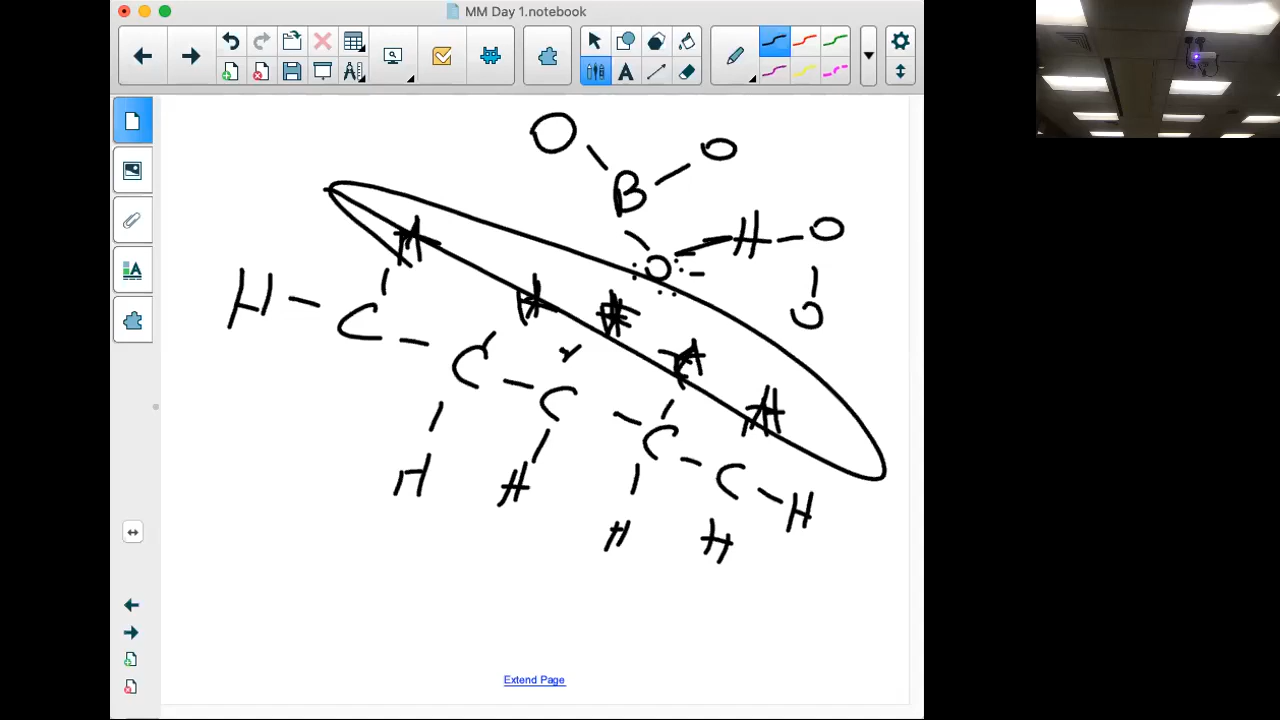 MM Day 1.notebook
O O
B
H O
O
H
H C
H H
C
H
C
H
C
O
C H
H H H H
Extend Page